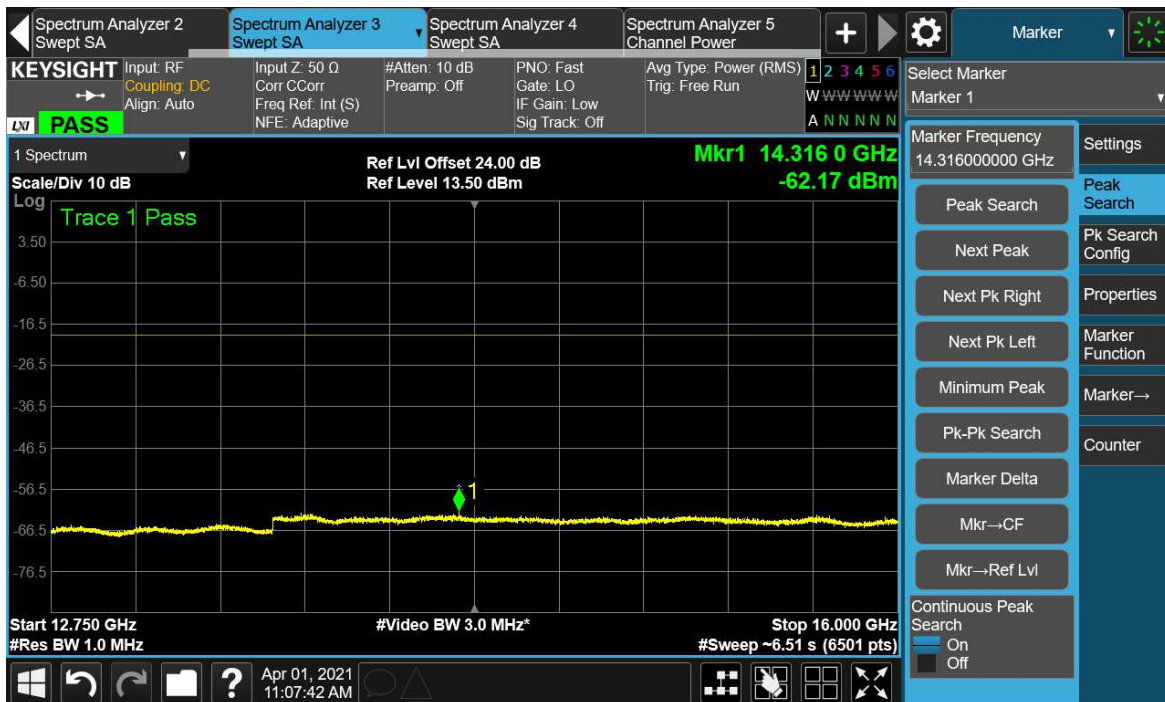 Spectrum Analyzer 2
Swept SA
Spectrum Analyzer 3
Swept SA
Spectrum Analyzer 4
Swept SA
Spectrum Analyzer 5
Channel Power
+
Marker
KEYSIGHT
LXI PASS
Input: RF
Coupling: DC
Align: Auto
Input Z: 50 Ω
Corr CCorr
Freq Ref: Int (S)
NFE: Adaptive
#Atten: 10 dB
Preamp: Off
PNO: Fast
Gate: LO
IF Gain: Low
Sig Track: Off
Avg Type: Power (RMS)
Trig: Free Run
1 2 3 4 5 6
W W W W W W
A N N N N N
Select Marker
Marker 1
1 Spectrum
Scale/Div 10 dB
Ref Lvl Offset 24.00 dB
Ref Level 13.50 dBm
Mkr1 14.316 0 GHz
-62.17 dBm
Log
Trace 1 Pass
3.50
-6.50
-16.5
-26.5
-36.5
-46.5
-56.5
-66.5
-76.5
1
Start 12.750 GHz
#Res BW 1.0 MHz
#Video BW 3.0 MHz*
Stop 16.000 GHz
#Sweep ~6.51 s (6501 pts)
Marker Frequency
14.316000000 GHz
Peak Search
Next Peak
Next Pk Right
Next Pk Left
Minimum Peak
Pk-Pk Search
Marker Delta
Mkr→CF
Mkr→Ref Lvl
Continuous Peak
Search
On
Off
Settings
Peak
Search
Pk Search
Config
Properties
Marker
Function
Marker→
Counter
?
Apr 01, 2021
11:07:42 AM